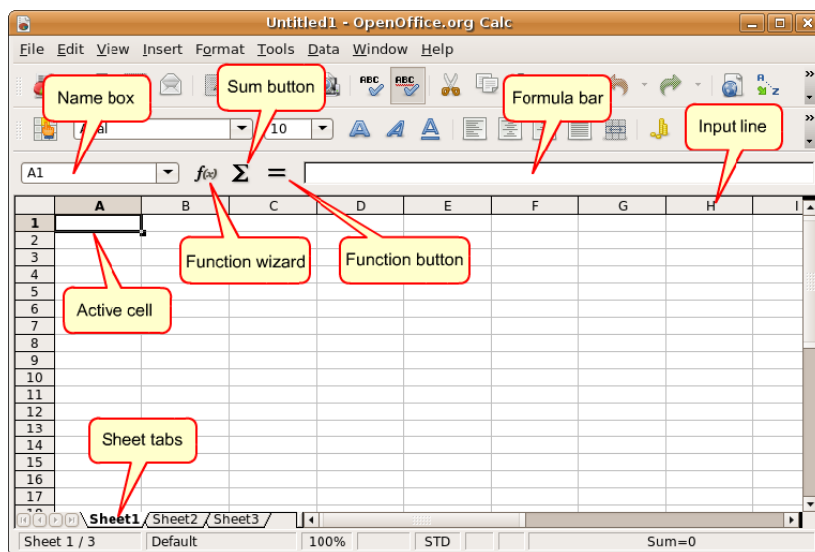 Untitled1 - OpenOffice.org Calc
File Edit View Insert Format Tools Data Window Help
Name box
Sum button
ABC
ABC
Formula bar
Input line
10
A1
f(x) Σ =
A B C D E F G H I
1
2
3
4
5
6
7
8
9
10
11
12
13
14
15
16
17
Function wizard
Function button
Active cell
Sheet tabs
Sheet1 Sheet2 Sheet3
Sheet 1 / 3 Default 100% STD Sum=0